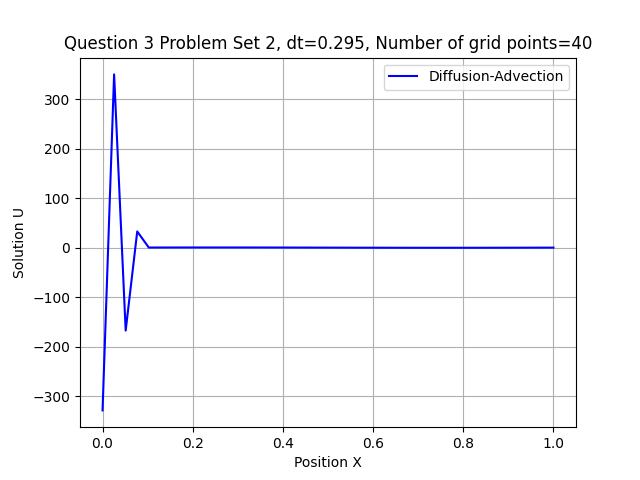 Question 3 Problem Set 2, dt=0.295, Number of grid points=40
Diffusion-Advection
300
200
100
0
−100
−200
−300
Solution U
0.0 0.2 0.4 0.6 0.8 1.0
Position X